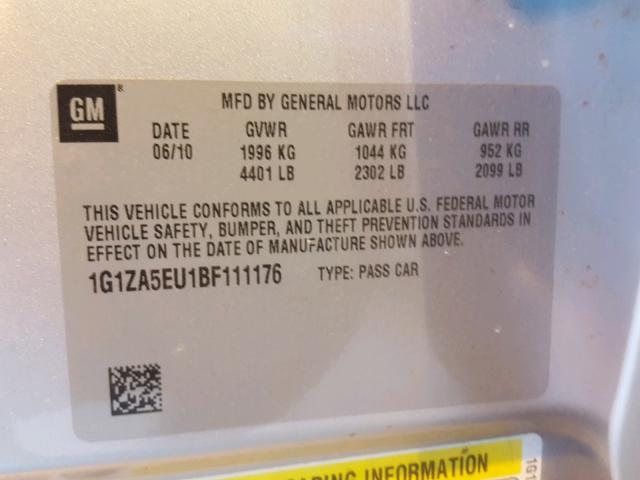 GM®
MFD BY GENERAL MOTORS LLC
DATE GVWR GAWR FRT GAWR RR
06/10 1996 KG 1044 KG 952 KG
4401 LB 2302 LB 2099 LB
THIS VEHICLE CONFORMS TO ALL APPLICABLE U.S. FEDERAL MOTOR
VEHICLE SAFETY, BUMPER, AND THEFT PREVENTION STANDARDS IN
EFFECT ON THE DATE OF MANUFACTURE SHOWN ABOVE.
1G1ZA5EU1BF111176 TYPE: PASS CAR
INFORMATION